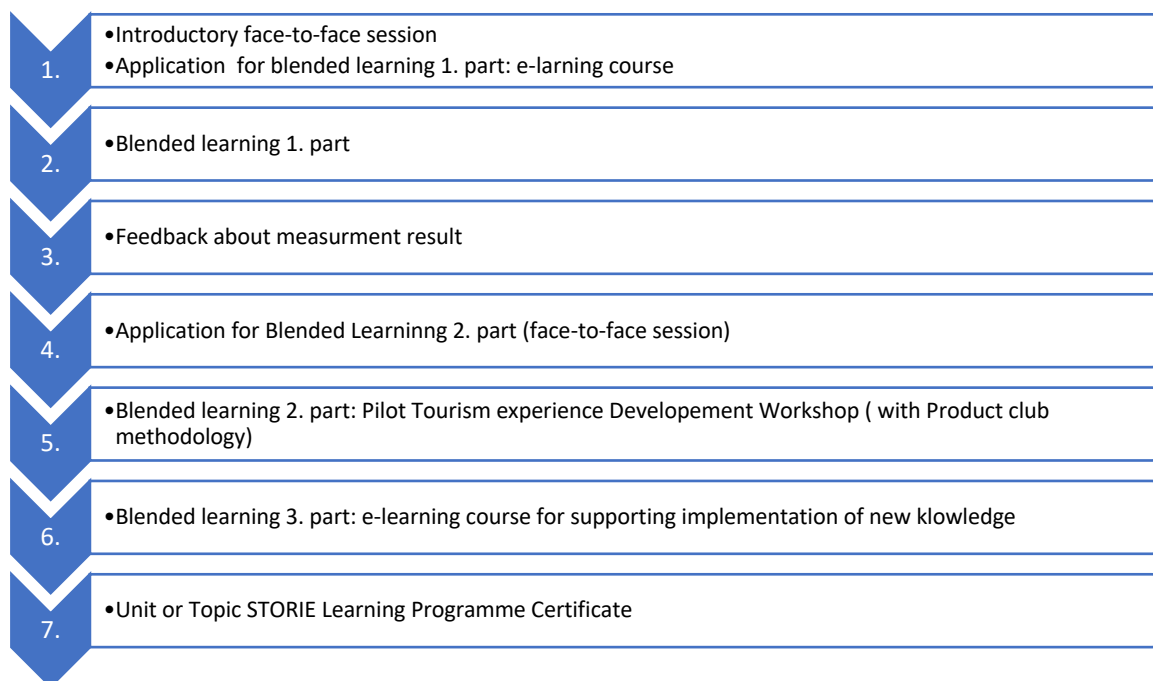 1.
•Introductory face-to-face session
•Application for blended learning 1. part: e-larning course
2.
•Blended learning 1. part
3.
•Feedback about measurment result
4.
•Application for Blended Learninng 2. part (face-to-face session)
5.
•Blended learning 2. part: Pilot Tourism experience Developement Workshop ( with Product club
methodology)
6.
•Blended learning 3. part: e-learning course for supporting implementation of new klowledge
7.
•Unit or Topic STORIE Learning Programme Certificate